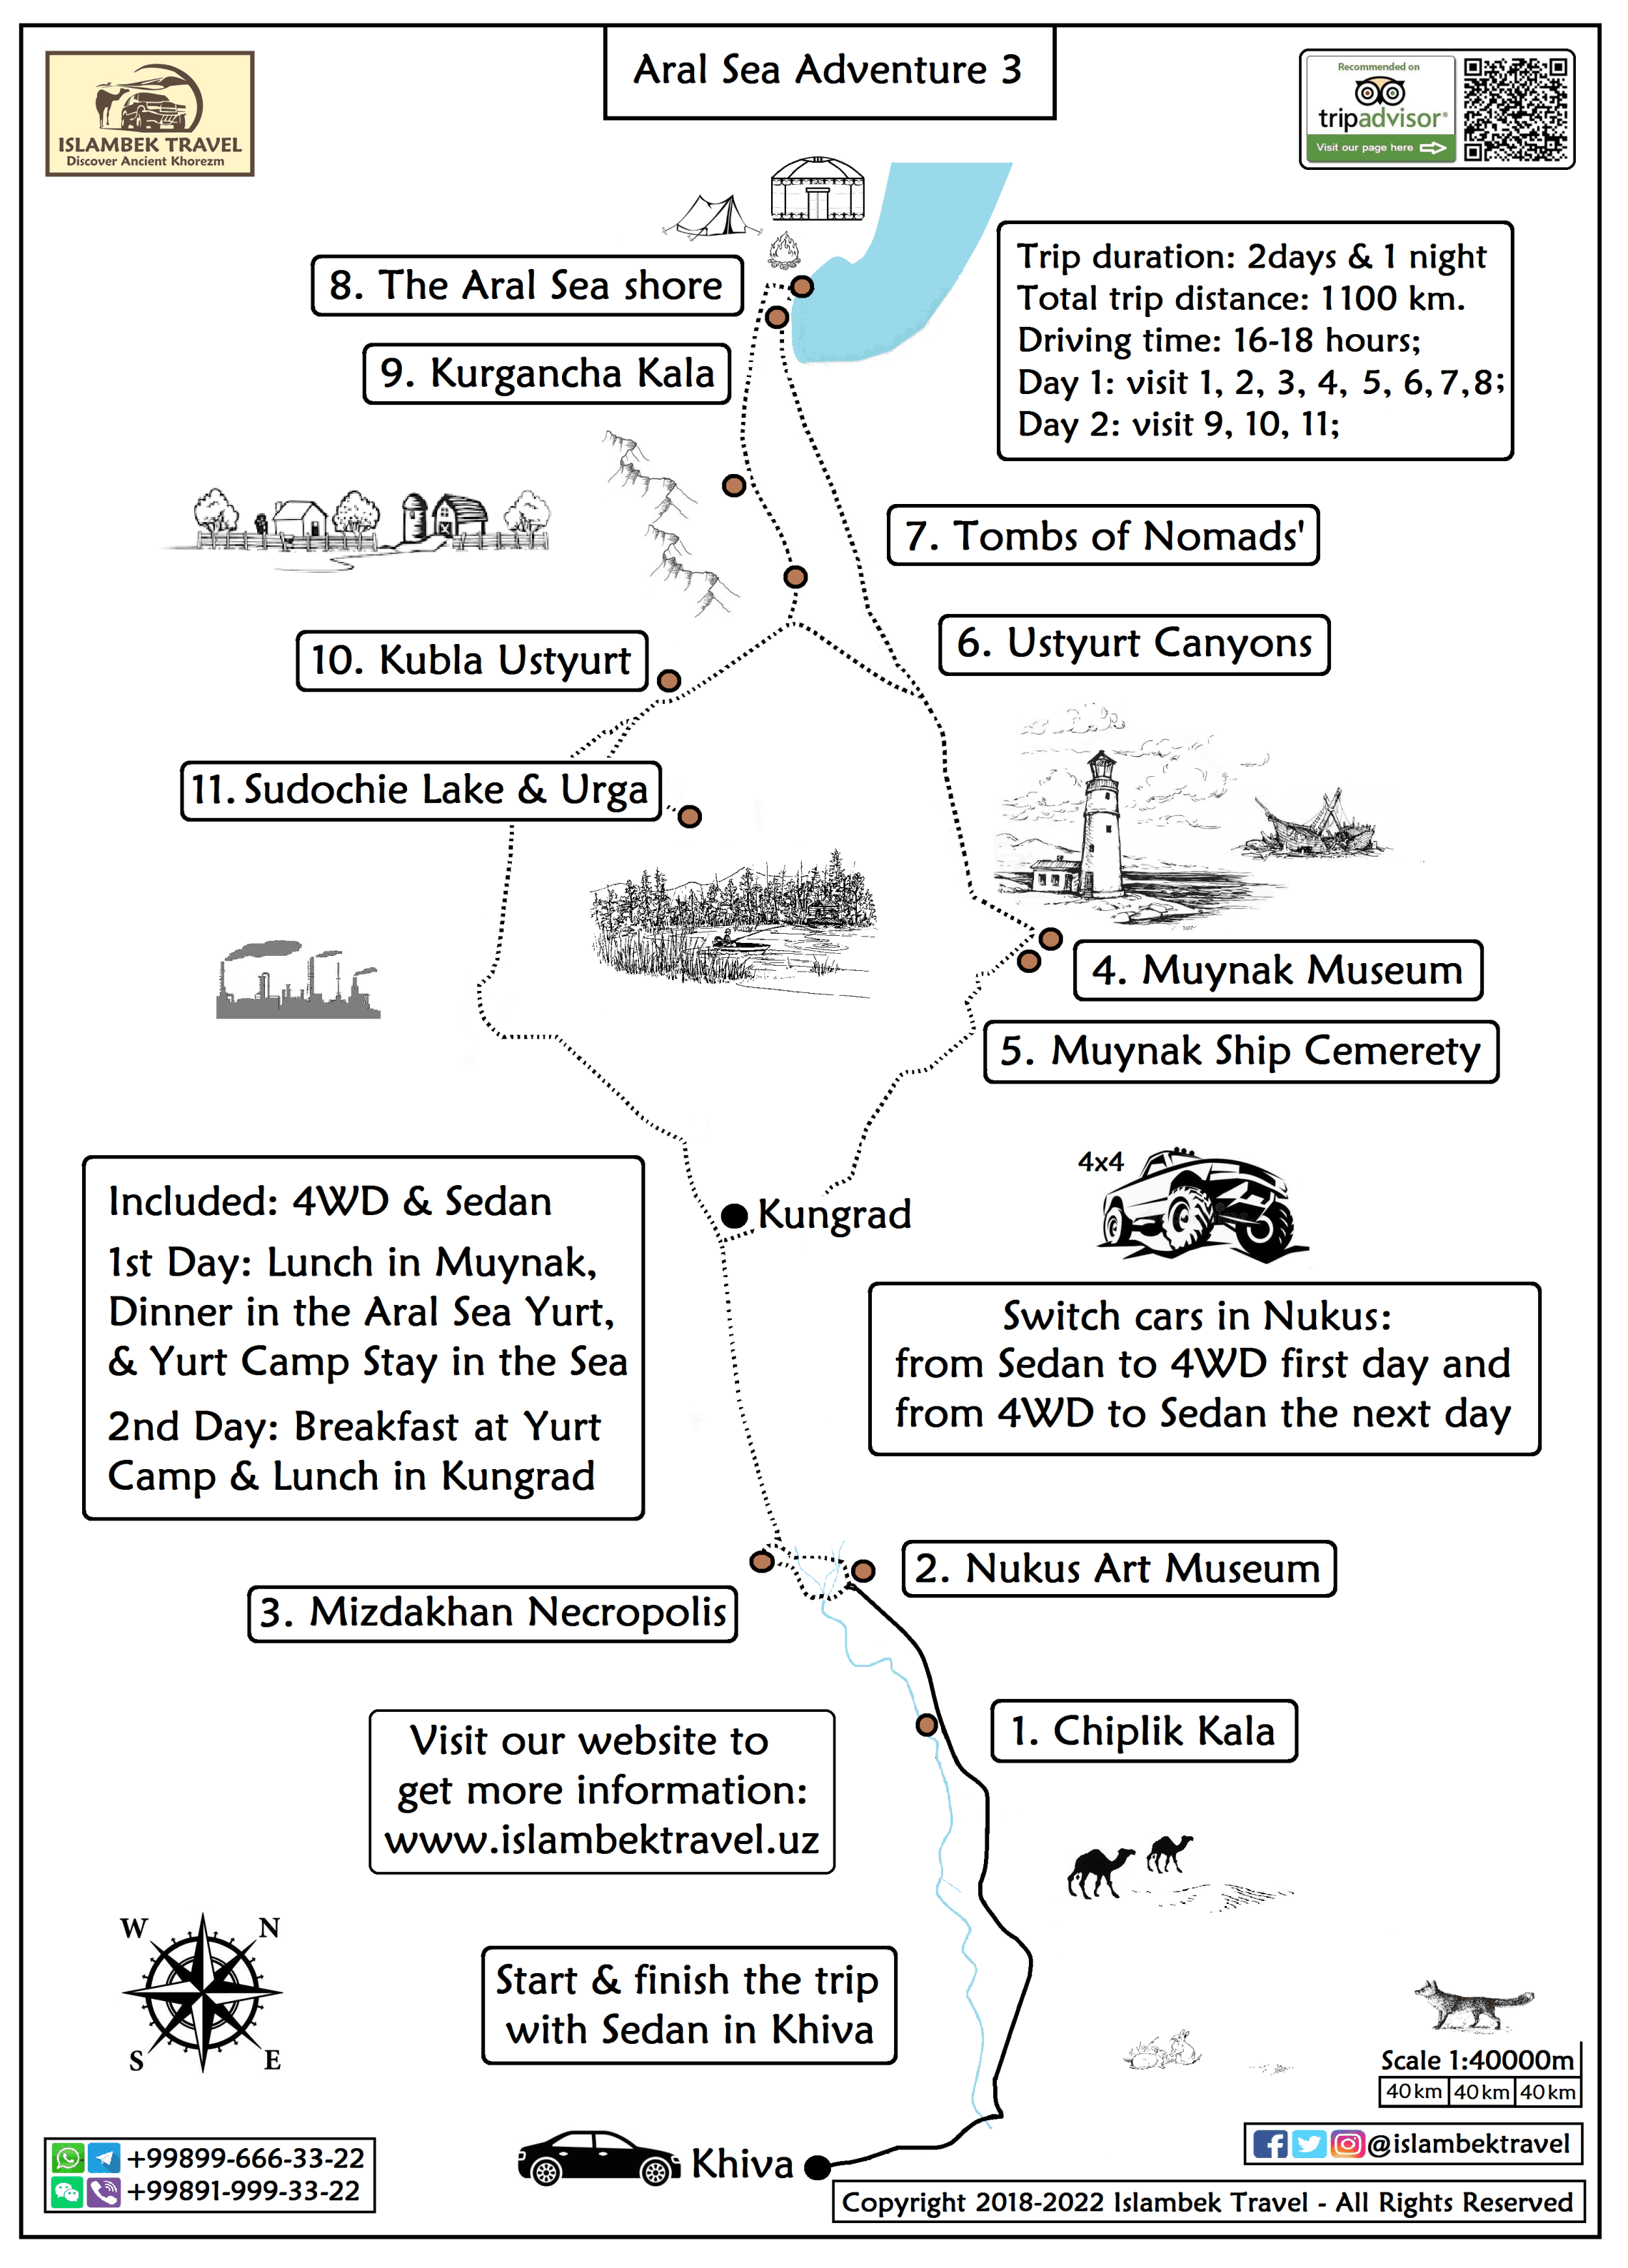 Aral Sea Adventure 3
ISLAMBEK TRAVEL
Discover Ancient Khorezm
Recommended on
tripadvisor®
Visit our page here
8. The Aral Sea shore
9. Kurgancha Kala
Trip duration: 2days & 1 night
Total trip distance: 1100 km.
Driving time: 16-18 hours;
Day 1: visit 1, 2, 3, 4, 5, 6,7,8;
Day 2: visit 9, 10, 11;
7. Tombs of Nomads'
6. Ustyurt Canyons
10. Kubla Ustyurt
11. Sudochie Lake & Urga
4. Muynak Museum
5. Muynak Ship Cemerety
4x4
Kungrad
Included: 4WD & Sedan
1st Day: Lunch in Muynak,
Dinner in the Aral Sea Yurt,
& Yurt Camp Stay in the Sea
2nd Day: Breakfast at Yurt
Camp & Lunch in Kungrad
Switch cars in Nukus:
from Sedan to 4WD first day and
from 4WD to Sedan the next day
2. Nukus Art Museum
3. Mizdakhan Necropolis
1. Chiplik Kala
Visit our website to
get more information:
www.islambektravel.uz
W N
S E
Start & finish the trip
with Sedan in Khiva
Scale 1:40000m
40 km 40 km 40 km
+99899-666-33-22
+99891-999-33-22
Khiva
@islambektravel
Copyright 2018-2022 Islambek Travel - All Rights Reserved